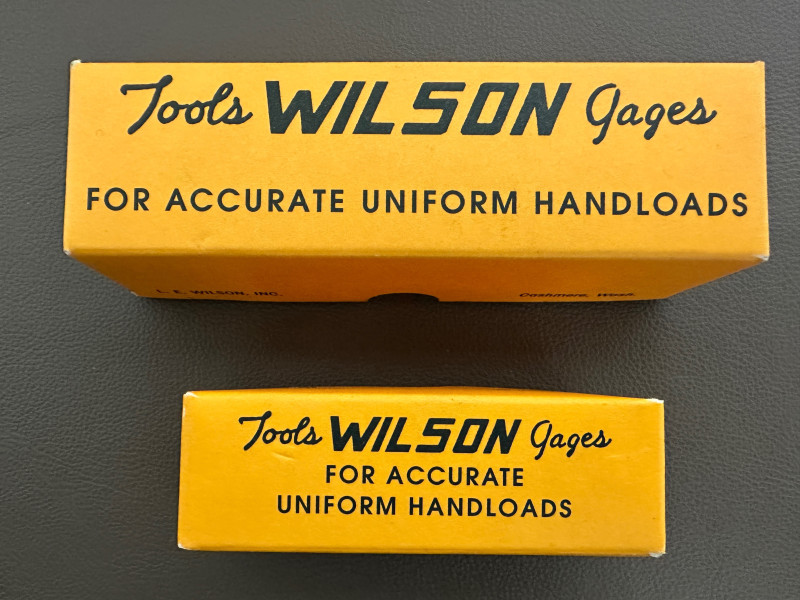 Tools WILSON Gages
FOR ACCURATE UNIFORM HANDLOADS
L. E. WILSON, INC. Cashmere, Wash.
Tools WILSON Gages
FOR ACCURATE
UNIFORM HANDLOADS